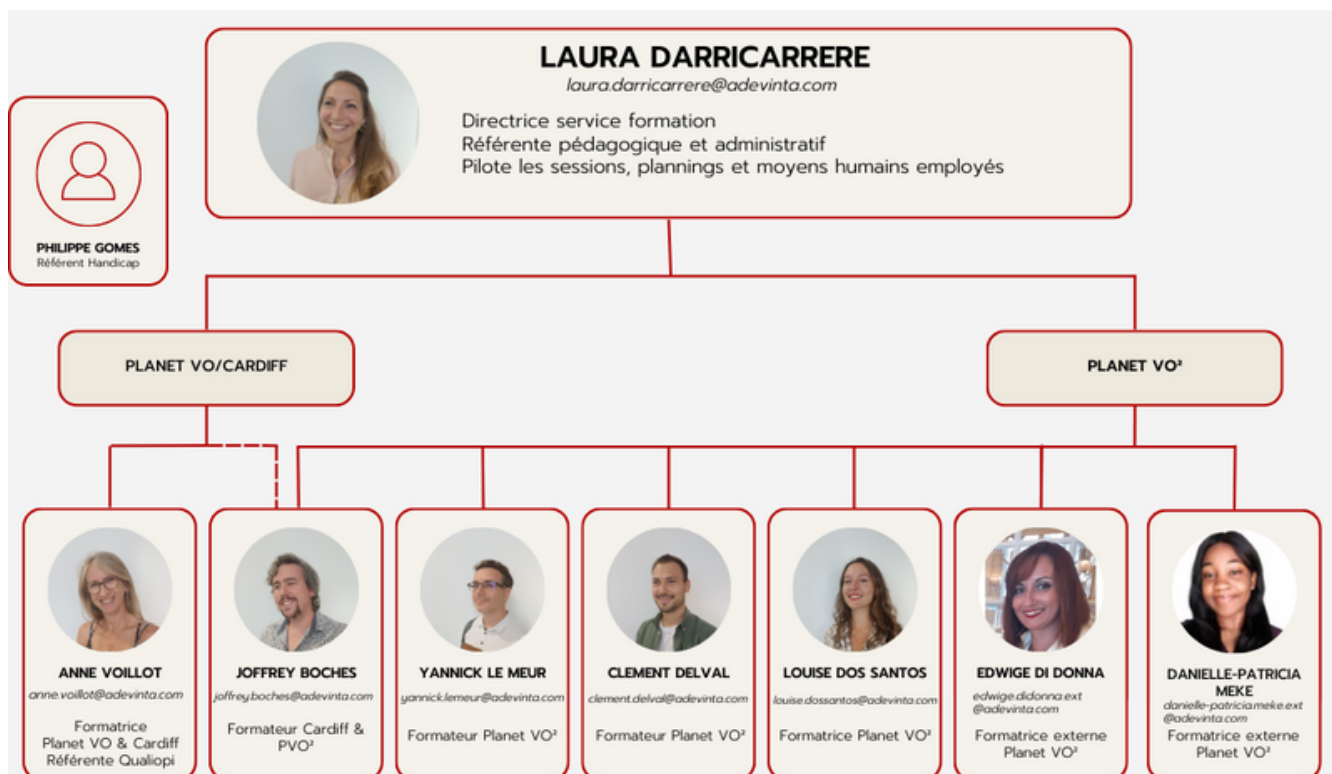 LAURA DARRICARRERE
laura.darricarrere@adevinta.com
Directrice service formation
Référente pédagogique et administratif
Pilote les sessions, plannings et moyens humains employés
PHILIPPE GOMES
Référent Handicap
PLANET VO/CARDIFF
PLANET VO²
ANNE VOILLOT
anne.voillot@adevinta.com
Formatrice
Planet VO & Cardiff
Référente Qualiopi
JOFFREY BOCHES
joffrey.boches@adevinta.com
Formateur Cardiff &
PVO²
YANNICK LE MEUR
yannick.lemeur@adevinta.com
Formateur Planet VO²
CLEMENT DELVAL
clement.delval@adevinta.com
Formateur Planet VO²
LOUISE DOS SANTOS
louise.dossantos@adevinta.com
Formatrice Planet VO²
EDWIGE DI DONNA
edwige.didonna.ext
@adevinta.com
Formatrice externe
Planet VO²
DANIELLE-PATRICIA
MEKE
danielle-patricia.meke.ext
@adevinta.com
Formatrice externe
Planet VO²